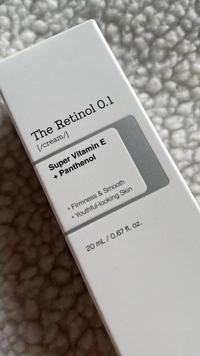 The Retinol 0.1
[/cream/]
Super Vitamin E
+ Panthenol
• Firmness & Smooth
• Youthful-looking Skin
20 mL / 0.67 fl. oz.